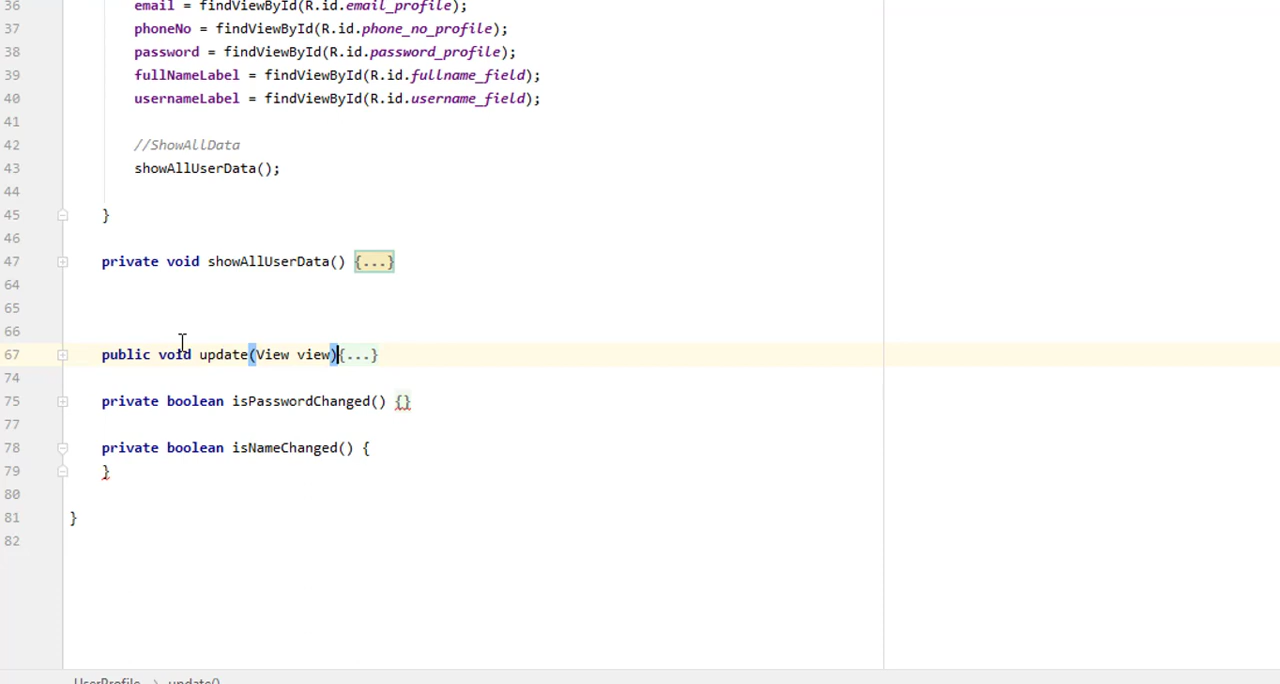 36 email = findViewById(R.id.email_profile);
37 phoneNo = findViewById(R.id.phone_no_profile);
38 password = findViewById(R.id.password_profile);
39 fullNameLabel = findViewById(R.id.fullname_field);
40 usernameLabel = findViewById(R.id.username_field);
41
42 //ShowAllData
43 showAllUserData();
44
45 }
46
47 private void showAllUserData() {...}
64
65
66
67 public void update(View view){...}
74
75 private boolean isPasswordChanged() {}
77
78 private boolean isNameChanged() {
79 }
80
81 }
82
UserProfile > update()